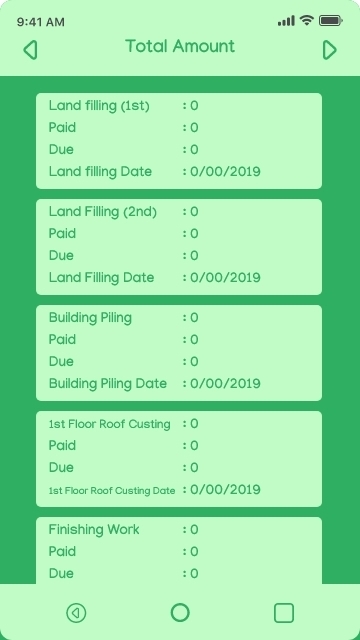 9:41 AM
Total Amount
Land filling (1st) : 0
Paid : 0
Due : 0
Land filling Date : 0/00/2019
Land Filling (2nd) : 0
Paid : 0
Due : 0
Land Filling Date : 0/00/2019
Building Piling : 0
Paid : 0
Due : 0
Building Piling Date : 0/00/2019
1st Floor Roof Custing : 0
Paid : 0
Due : 0
1st Floor Roof Custing Date : 0/00/2019
Finishing Work : 0
Paid : 0
Due : 0